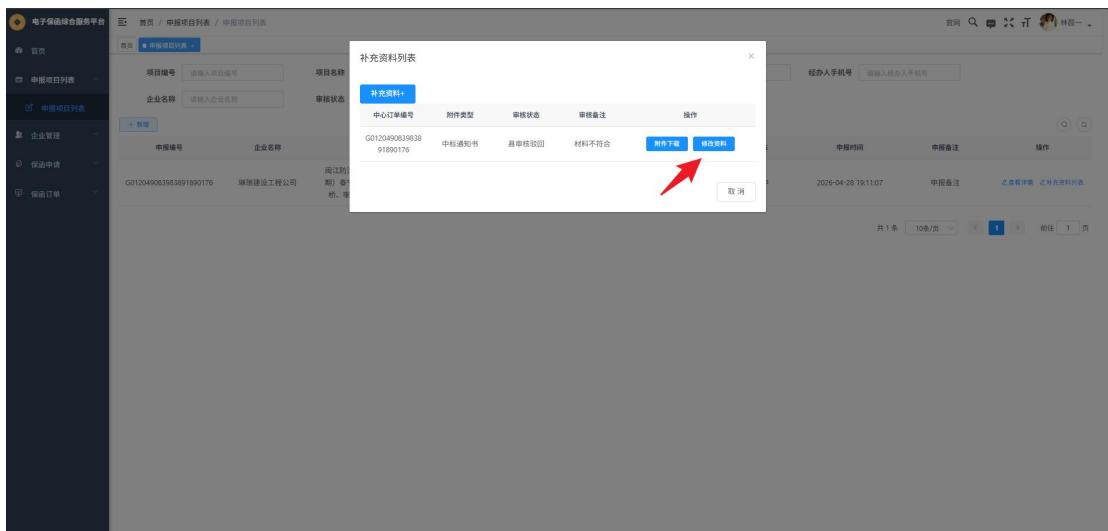 电子保函综合服务平台
首页 / 申报项目列表 / 申报项目列表
官网
林磊一
首页
申报项目列表 ×
首页
申报项目列表
申报项目列表
企业管理
保函申请
保函订单
项目编号 请输入项目编号
项目名称
经办人手机号 请输入经办人手机号
企业名称 请输入企业名称
审核状态
+ 新增
申报编号 企业名称 申报时间 申报备注 操作
G012049083983891890176 琳瑞建设工程公司 2026-04-28 19:11:07 申报备注 查看详情 补充资料列表
共 1 条 10条/页 1 前往 1 页
补充资料列表 ×
补充资料+
中心订单编号 附件类型 审核状态 审核备注 操作
G0120490839838
91890176
中标通知书 县审核驳回 材料不符合 附件下载 修改资料
取 消